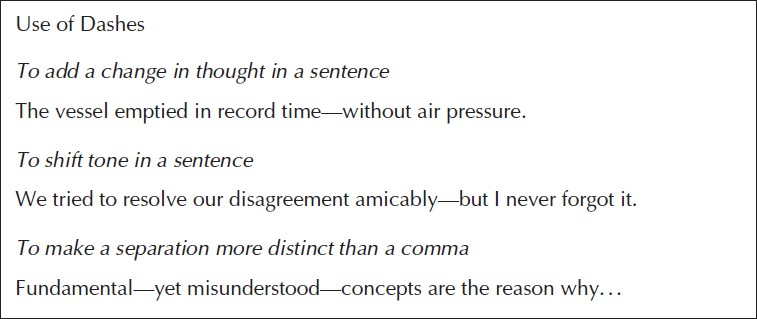 Use of Dashes
To add a change in thought in a sentence
The vessel emptied in record time—without air pressure.
To shift tone in a sentence
We tried to resolve our disagreement amicably—but I never forgot it.
To make a separation more distinct than a comma
Fundamental—yet misunderstood—concepts are the reason why…